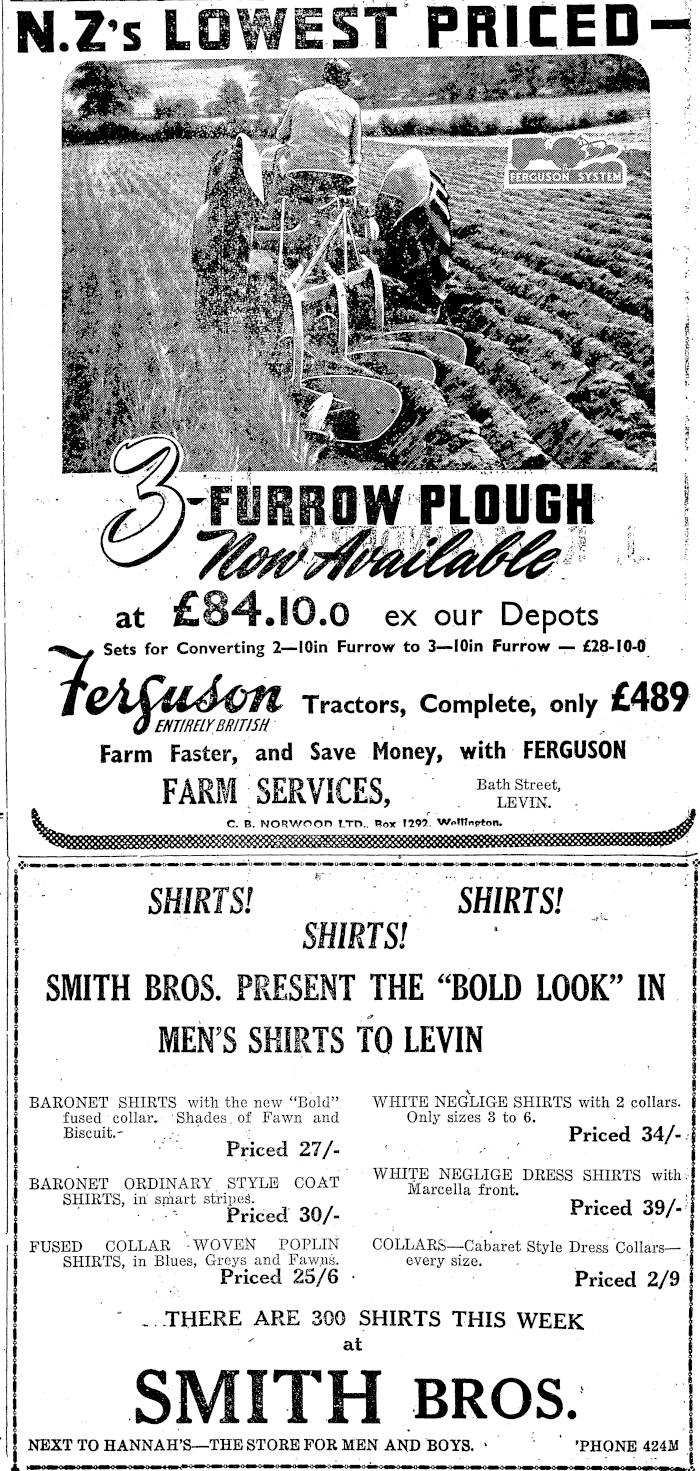 N.Z's LOWEST PRICED—
FERGUSON SYSTEM
3-FURROW PLOUGH
Now Available
at £84.10.0 ex our Depots
Sets for Converting 2—10in Furrow to 3—10in Furrow — £28-10-0
Ferguson Tractors, Complete, only £489
ENTIRELY BRITISH
Farm Faster, and Save Money, with FERGUSON
FARM SERVICES, Bath Street,
LEVIN.
C. B. NORWOOD LTD., Box 1292, Wellington.
SHIRTS! SHIRTS!
SHIRTS!
SMITH BROS. PRESENT THE “BOLD LOOK” IN
MEN'S SHIRTS TO LEVIN
BARONET SHIRTS with the new “Bold”
fused collar. Shades of Fawn and
Biscuit.
Priced 27/-
BARONET ORDINARY STYLE COAT
SHIRTS, in smart stripes.
Priced 30/-
FUSED COLLAR WOVEN POPLIN
SHIRTS, in Blues, Greys and Fawns.
Priced 25/6
WHITE NEGLIGE SHIRTS with 2 collars.
Only sizes 3 to 6.
Priced 34/-
WHITE NEGLIGE DRESS SHIRTS with
Marcella front.
Priced 39/-
COLLARS—Cabaret Style Dress Collars—
every size.
Priced 2/9
THERE ARE 300 SHIRTS THIS WEEK
at
SMITH BROS.
NEXT TO HANNAH'S—THE STORE FOR MEN AND BOYS. 'PHONE 424M